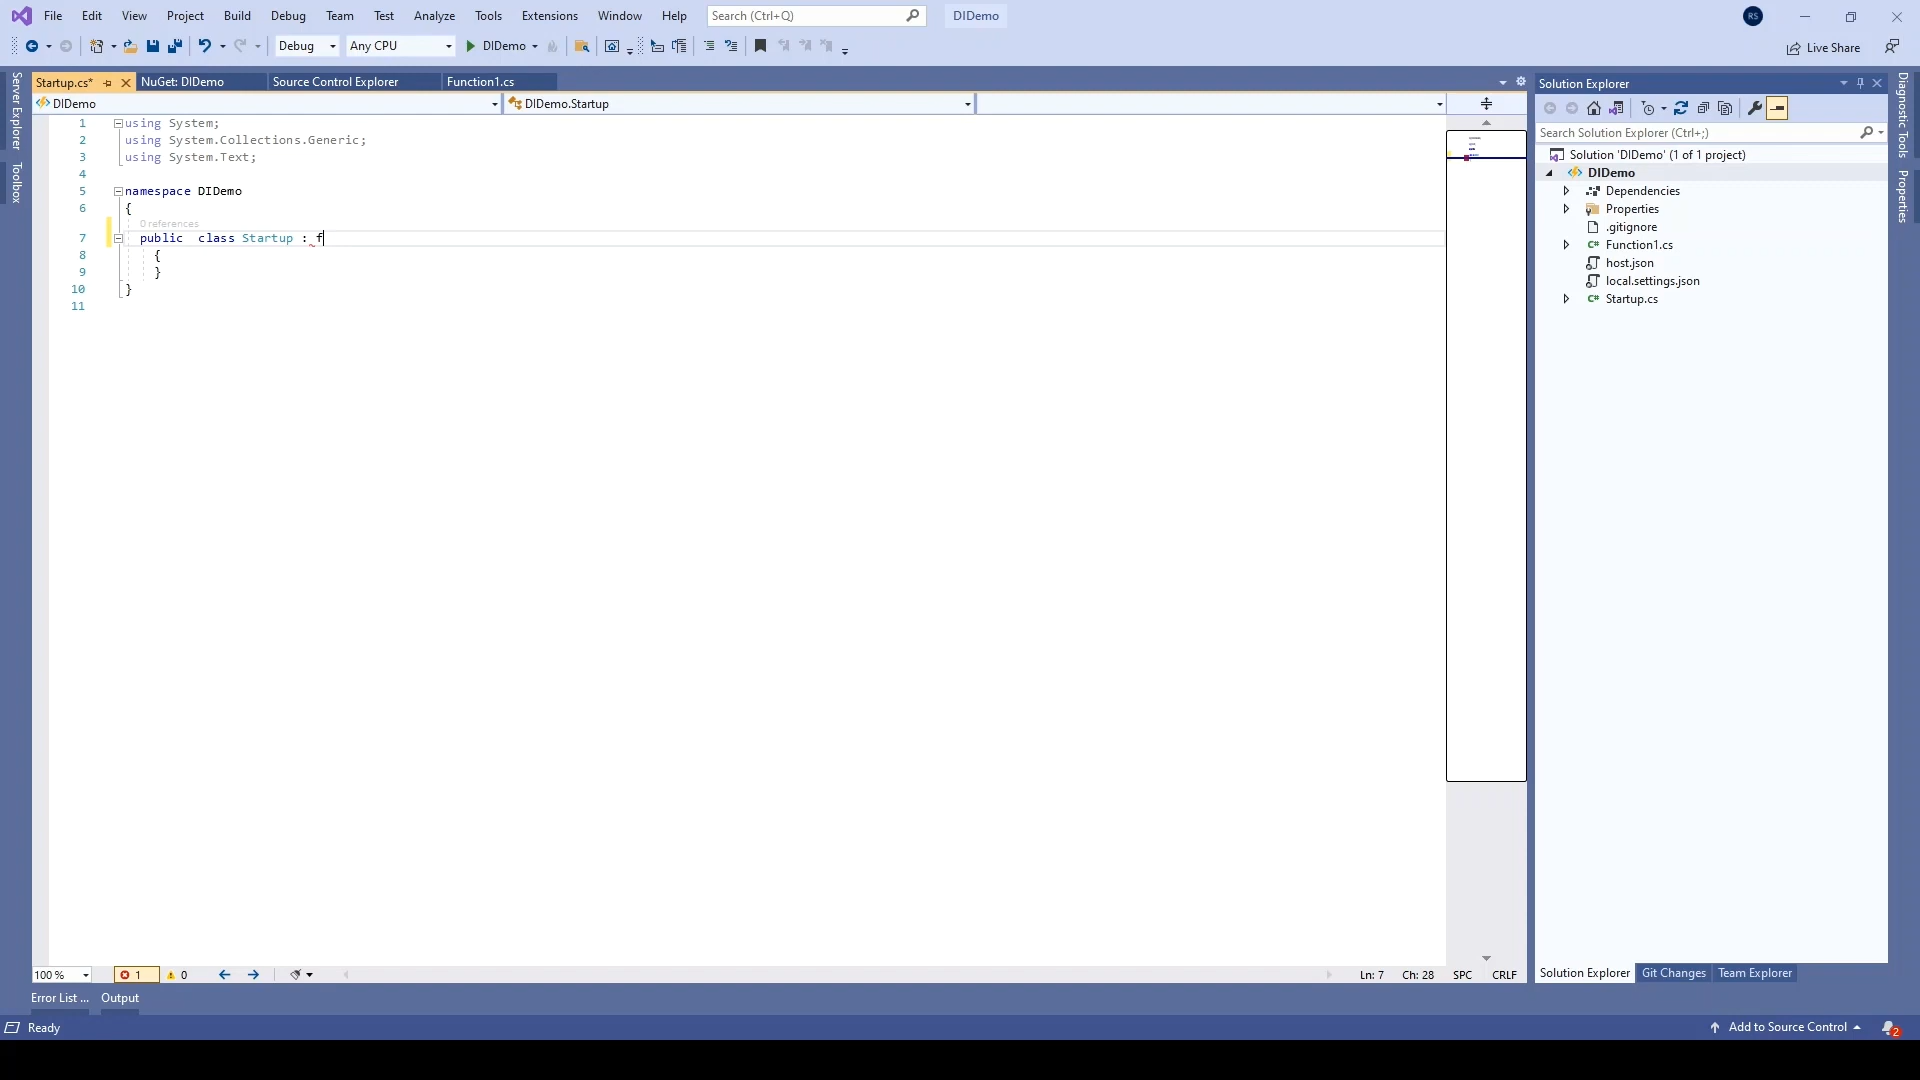 File Edit View Project Build Debug Team Test Analyze Tools Extensions Window Help Search (Ctrl+Q) DIDemo RS
Debug Any CPU DIDemo Live Share
Startup.cs* NuGet: DIDemo Source Control Explorer Function1.cs
DIDemo DIDemo.Startup
Server Explorer
Toolbox
1 using System;
2 using System.Collections.Generic;
3 using System.Text;
4
5 namespace DIDemo
6 {
0 references
7 public  class Startup : f
8 {
9 }
10 }
11
Solution Explorer
Search Solution Explorer (Ctrl+;)
Solution 'DIDemo' (1 of 1 project)
DIDemo
Dependencies
Properties
.gitignore
C# Function1.cs
host.json
local.settings.json
C# Startup.cs
Diagnostic Tools
Properties
100 % 1 0 Ln: 7 Ch: 28 SPC CRLF
Solution Explorer Git Changes Team Explorer
Error List ... Output
Ready Add to Source Control 2